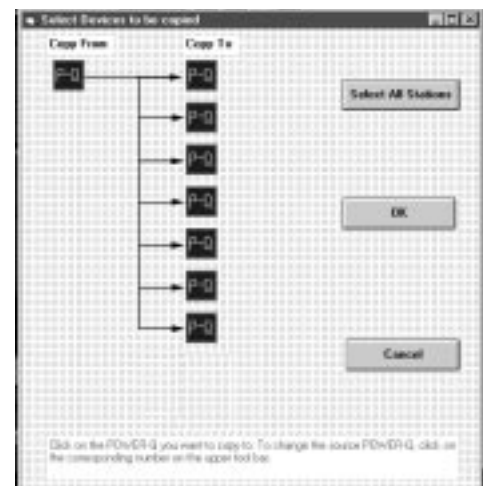 Select Devices to be copied
Copy From
Copy To
P-Q
P-Q
Select All Stations
P-Q
P-Q
P-Q
OK
P-Q
P-Q
P-Q
Cancel
Click on the POWER-Q you want to copy to. To change the source POWER-Q, click on
the corresponding number on the upper tool bar.